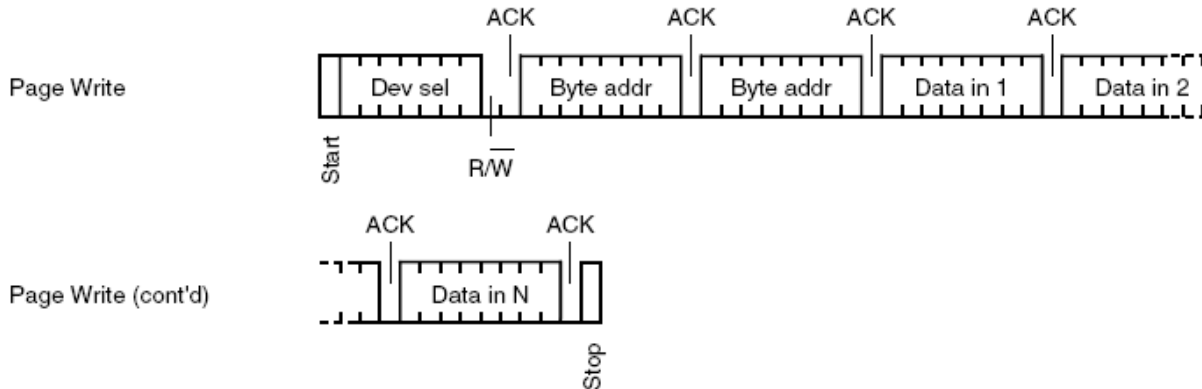 ACK ACK ACK ACK
Page Write Dev sel Byte addr Byte addr Data in 1 Data in 2
Start
R/W̅
ACK ACK
Page Write (cont'd) Data in N
Stop